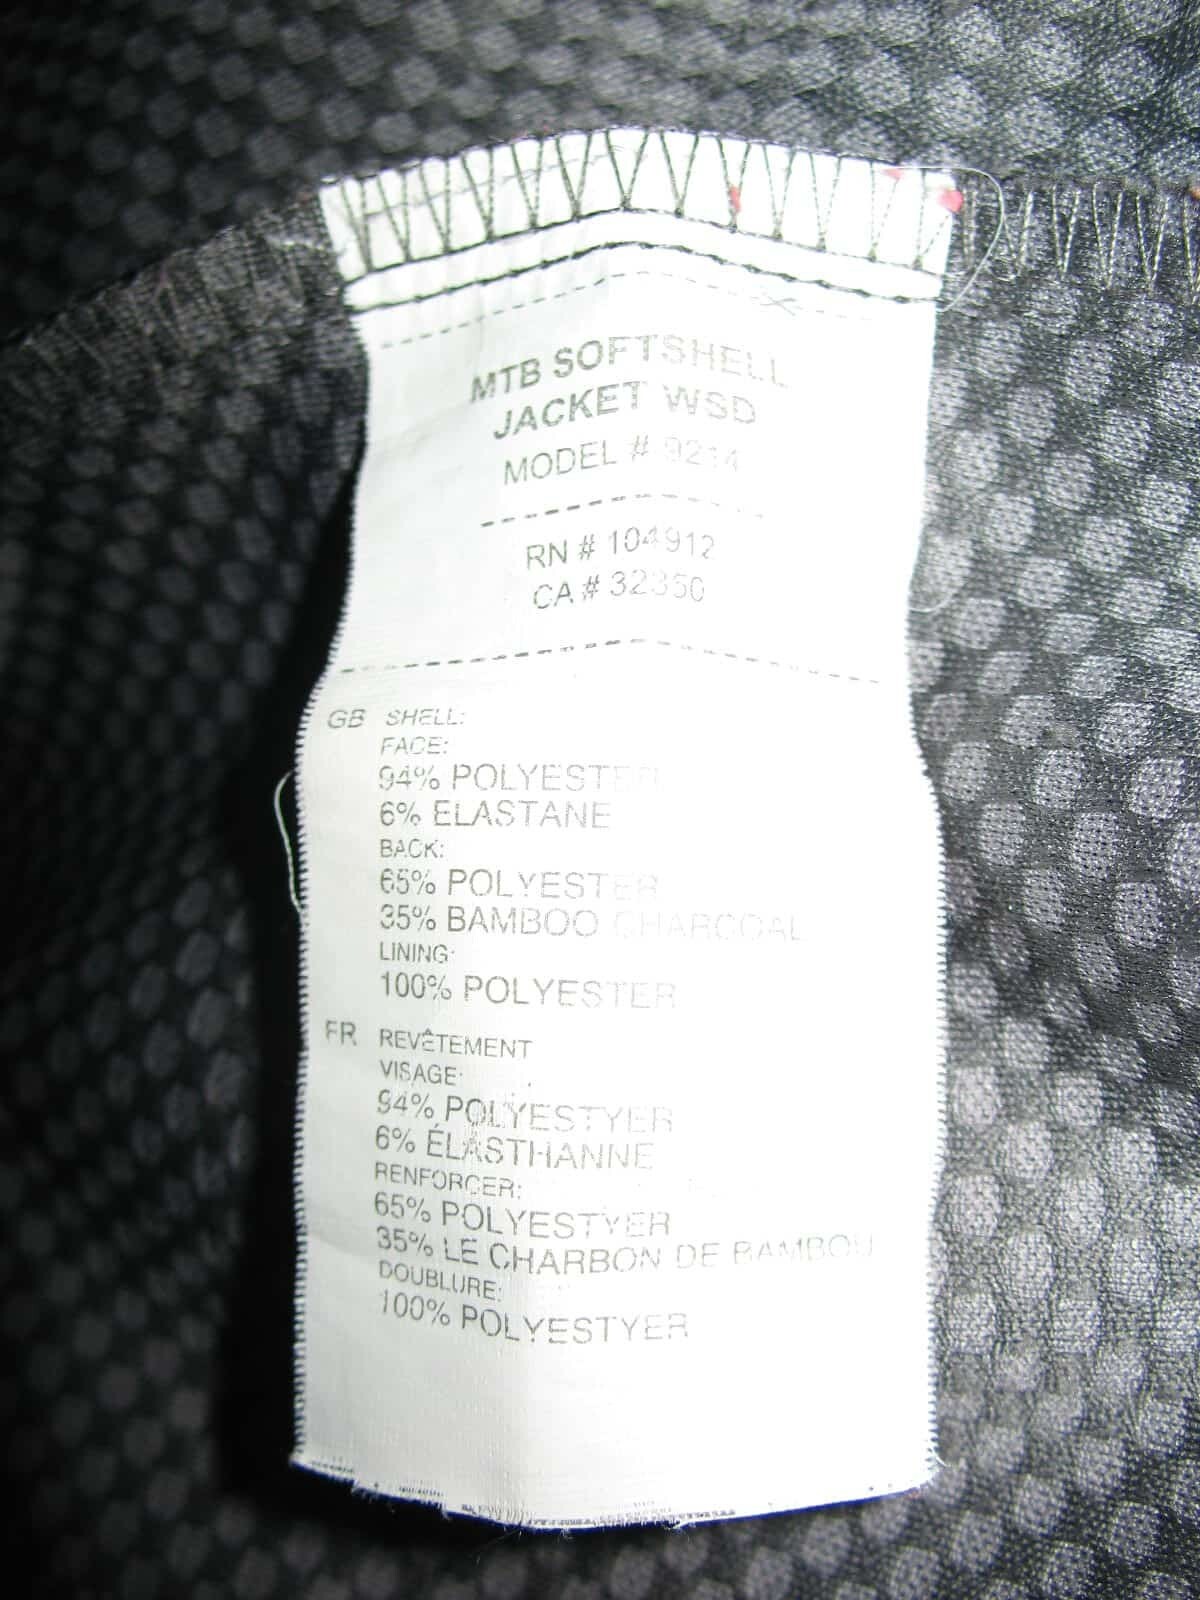 MTB SOFTSHELL
JACKET WSD
MODEL # 9214
RN # 104912
CA # 32350
GB SHELL:
FACE:
94% POLYESTER
6% ELASTANE
BACK:
65% POLYESTER
35% BAMBOO CHARCOAL
LINING:
100% POLYESTER
FR REVÊTEMENT
VISAGE:
94% POLYESTYER
6% ÉLASTHANNE
RENFORCER:
65% POLYESTYER
35% LE CHARBON DE BAMBOU
DOUBLURE:
100% POLYESTYER